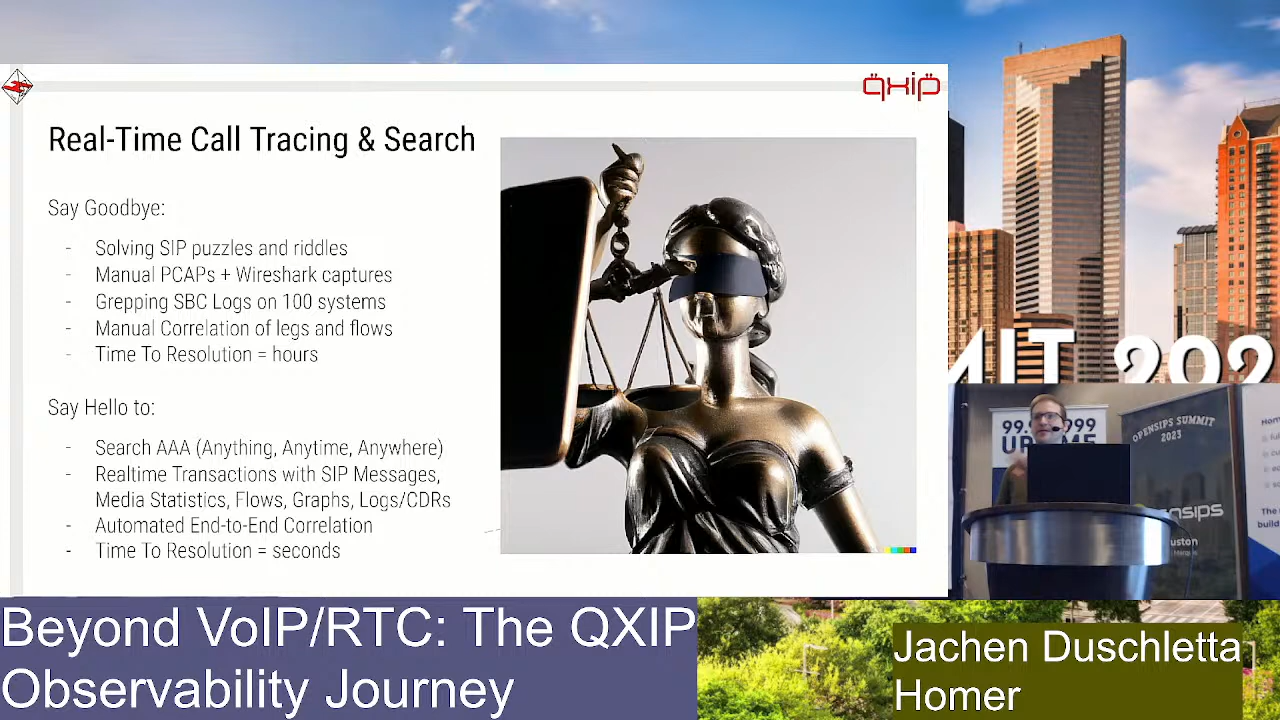 qxip
Real-Time Call Tracing & Search
Say Goodbye:
- Solving SIP puzzles and riddles
- Manual PCAPs + Wireshark captures
- Grepping SBC Logs on 100 systems
- Manual Correlation of legs and flows
- Time To Resolution = hours
Say Hello to:
- Search AAA (Anything, Anytime, Anywhere)
- Realtime Transactions with SIP Messages,
Media Statistics, Flows, Graphs, Logs/CDRs
- Automated End-to-End Correlation
- Time To Resolution = seconds
MIT 202
OPENSIPS SUMMIT
2023
Beyond VoIP/RTC: The QXIP
Observability Journey
Jachen Duschletta
Homer